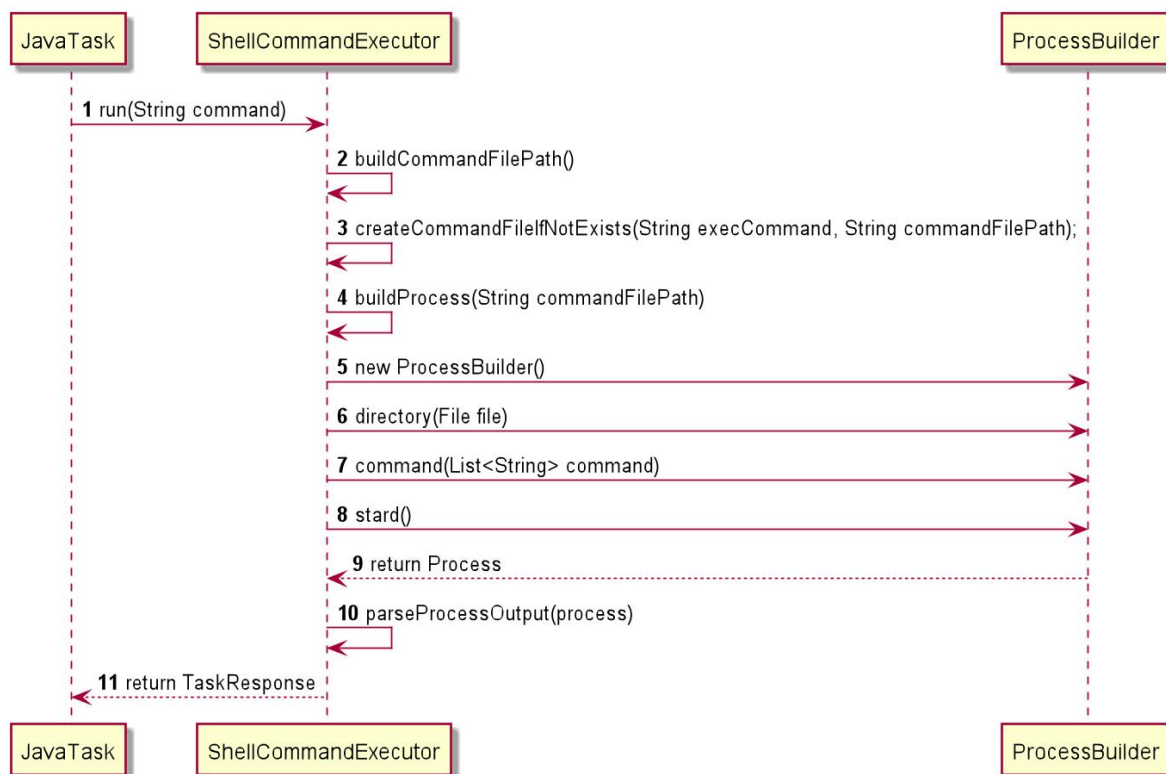 JavaTask ShellCommandExecutor ProcessBuilder
1 run(String command)
2 buildCommandFilePath()
3 createCommandFileIfNotExists(String execCommand, String commandFilePath);
4 buildProcess(String commandFilePath)
5 new ProcessBuilder()
6 directory(File file)
7 command(List<String> command)
8 stard()
9 return Process
10 parseProcessOutput(process)
11 return TaskResponse
JavaTask ShellCommandExecutor ProcessBuilder